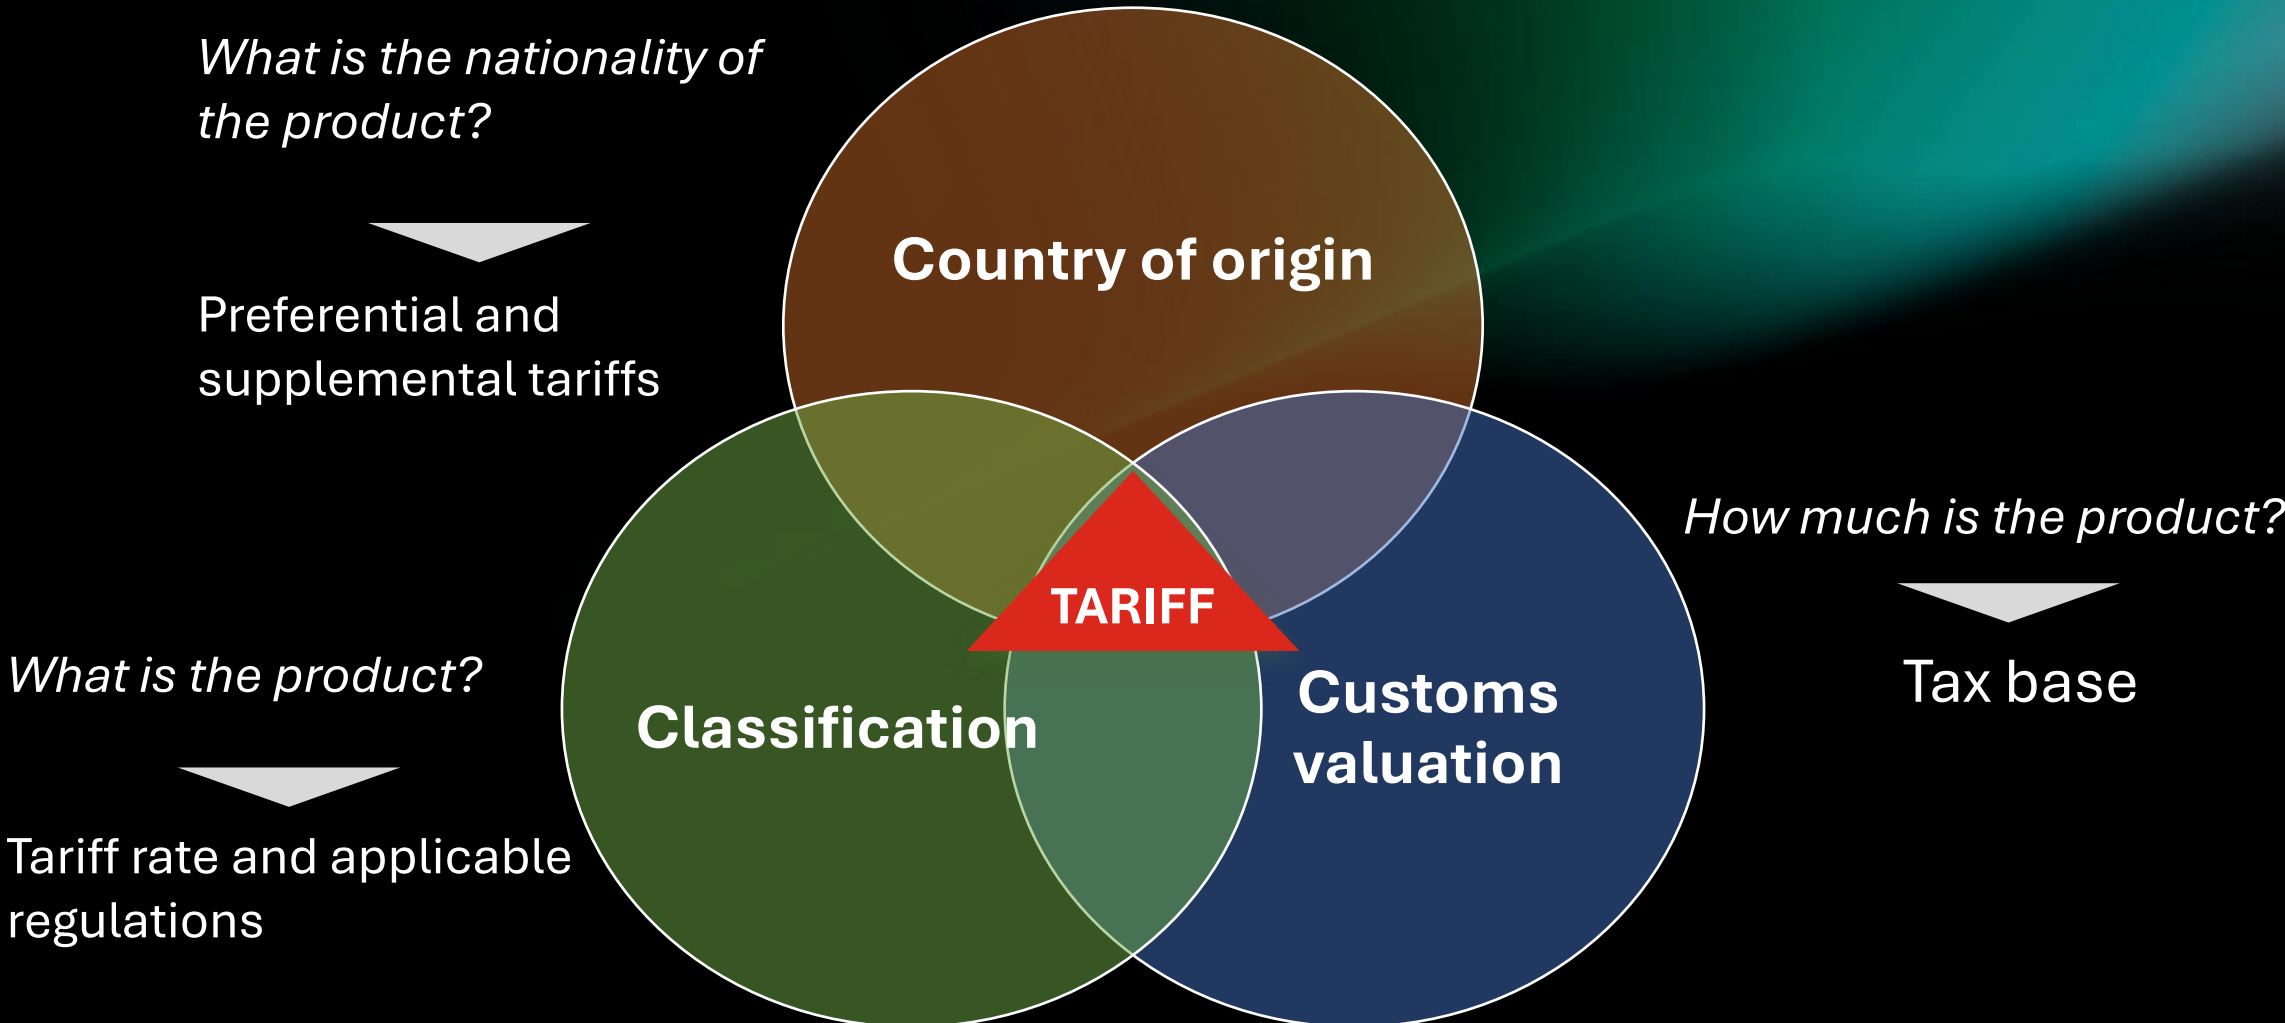 What is the nationality of
the product?
Preferential and
supplemental tariffs
Country of origin
How much is the product?
Tax base
TARIFF
What is the product?
Tariff rate and applicable
regulations
Classification
Customs
valuation